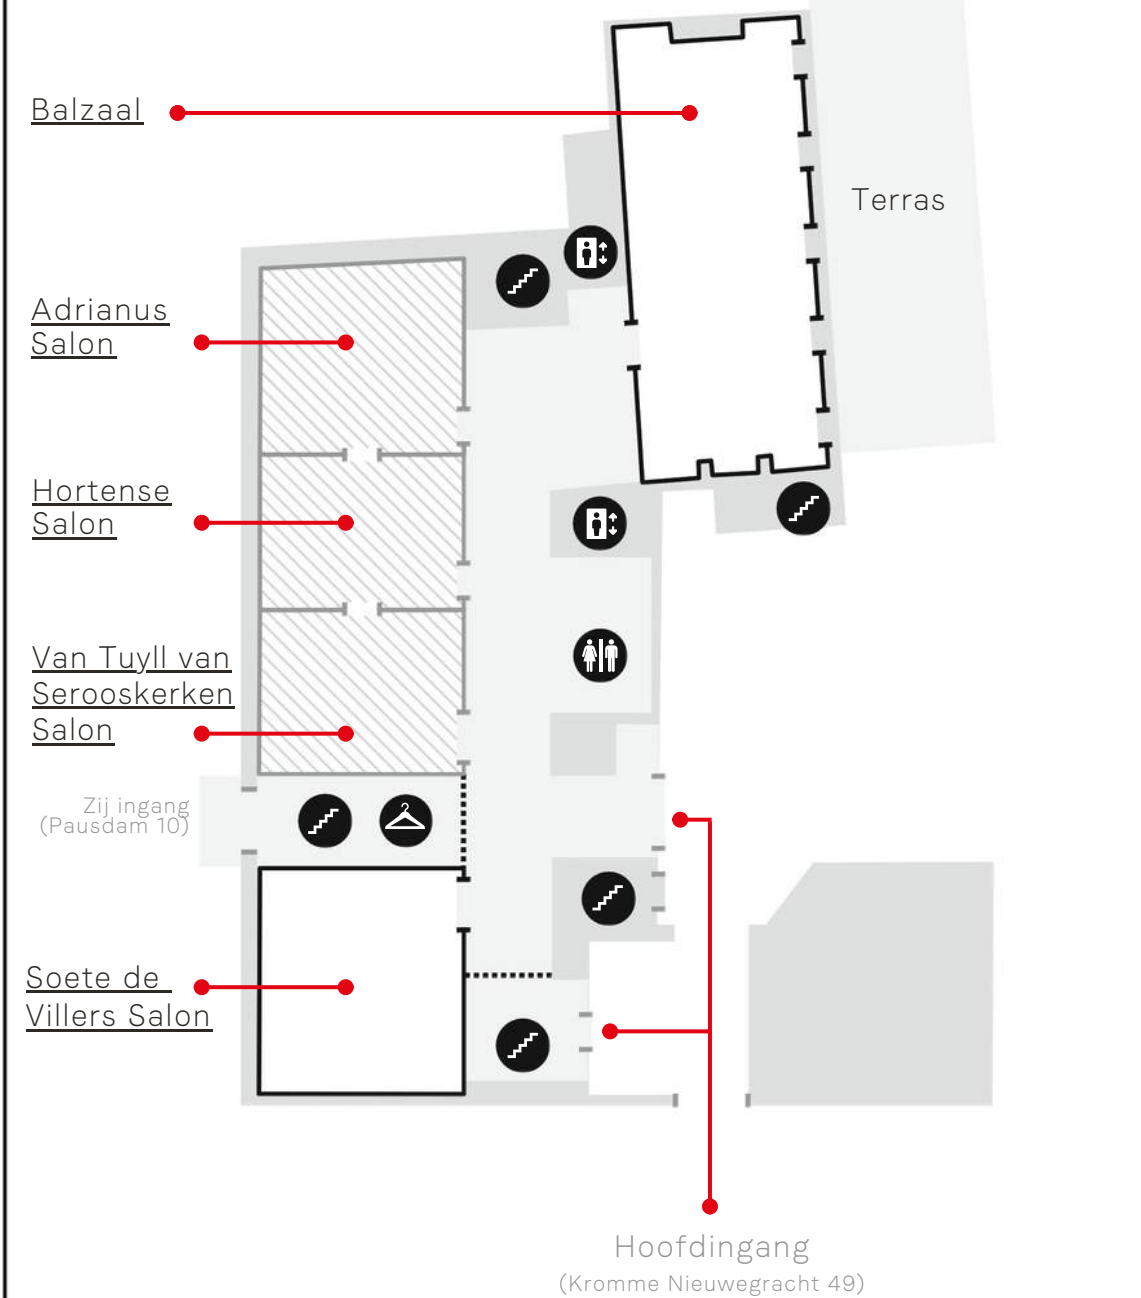 Balzaal
Terras
Adrianus
Salon
Hortense
Salon
Van Tuyll van
Serooskerken
Salon
Zij ingang
(Pausdam 10)
Soete de
Villers Salon
Hoofdingang
(Kromme Nieuwegracht 49)